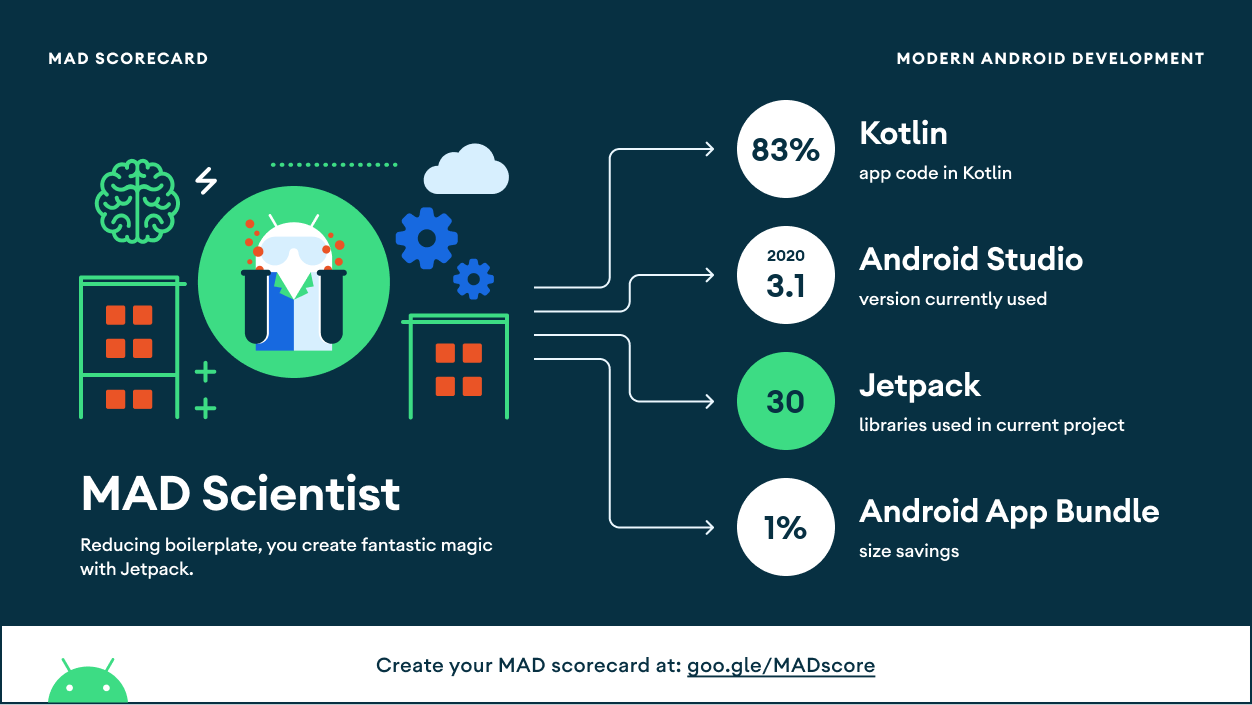 MAD SCORECARD
MODERN ANDROID DEVELOPMENT
83%
Kotlin
app code in Kotlin
2020
3.1
Android Studio
version currently used
30
Jetpack
libraries used in current project
1%
Android App Bundle
size savings
MAD Scientist
Reducing boilerplate, you create fantastic magic
with Jetpack.
Create your MAD scorecard at: goo.gle/MADscore